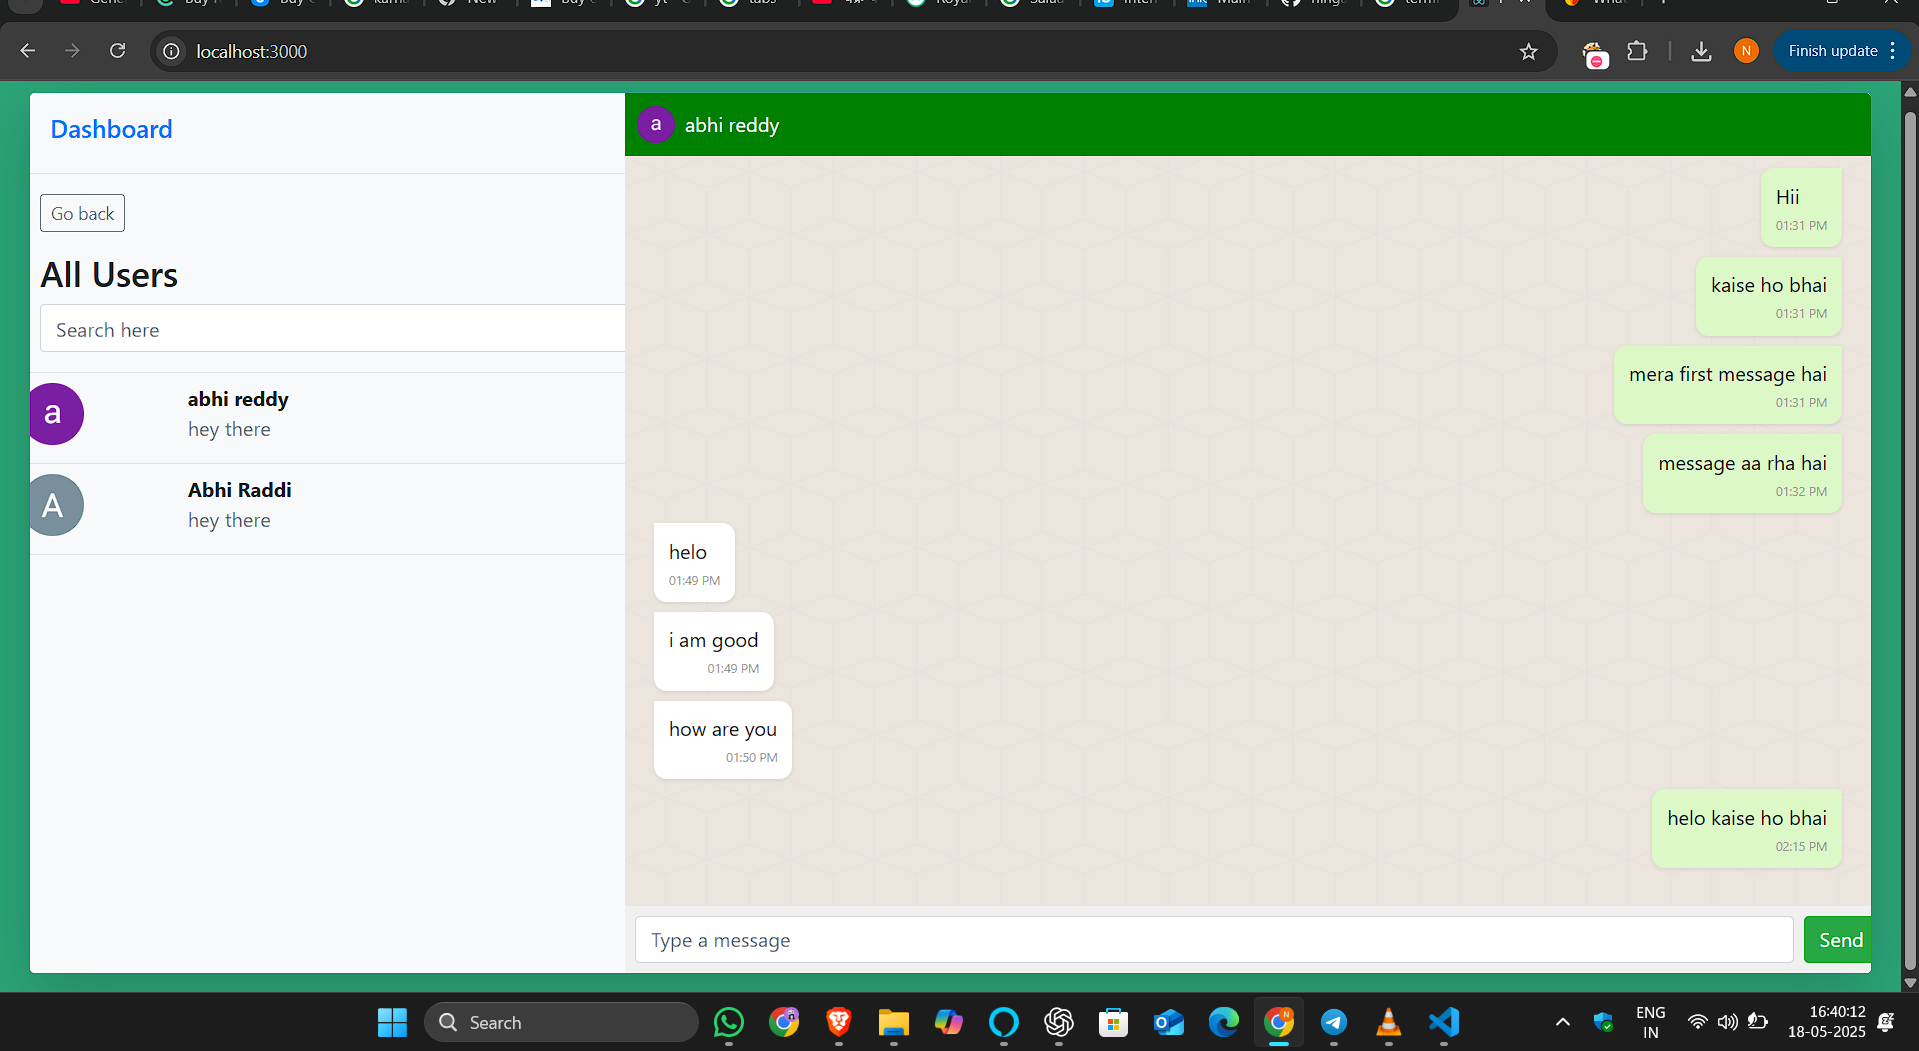 localhost:3000
N
Finish update
Dashboard
Go back
All Users
Search here
a
abhi reddy
hey there
A
Abhi Raddi
hey there
a
abhi reddy
Hii
01:31 PM
kaise ho bhai
01:31 PM
mera first message hai
01:31 PM
message aa rha hai
01:32 PM
helo
01:49 PM
i am good
01:49 PM
how are you
01:50 PM
helo kaise ho bhai
02:15 PM
Type a message
Send
Search
ENG
IN
16:40:12
18-05-2025